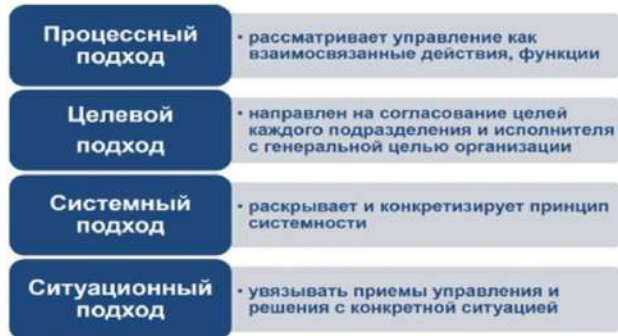 Процессный
подход
• рассматривает управление как
взаимосвязанные действия, функции
Целевой
подход
• направлен на согласование целей
каждого подразделения и исполнителя
с генеральной целью организации
Системный
подход
• раскрывает и конкретизирует принцип
системности
Ситуационный
подход
• увязывать приемы управления и
решения с конкретной ситуацией